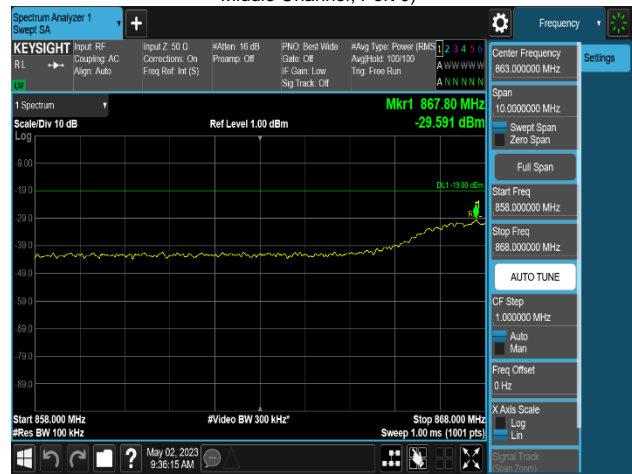 Middle Channel, Port 0)
Spectrum Analyzer 1
Swept SA
Frequency
KEYSIGHT
Input: RF
Input Z: 50 Ω
#Atten: 16 dB
PNO: Best Wide
#Avg Type: Power (RMS
1 2 3 4 5 6
RL
Coupling: AC
Corrections: On
Preamp: Off
Gate: Off
Avg|Hold: 100/100
A W W W W W
Align: Auto
Freq Ref: Int (S)
IF Gain: Low
Trig: Free Run
Sig Track: Off
A N N N N N
Center Frequency
863.000000 MHz
Settings
Span
10.0000000 MHz
Swept Span
Zero Span
Full Span
Start Freq
858.000000 MHz
Stop Freq
868.000000 MHz
AUTO TUNE
CF Step
1.000000 MHz
Auto
Man
Freq Offset
0 Hz
X Axis Scale
Log
Lin
Signal Track
(Span Zoom)
1 Spectrum
Mkr1 867.80 MHz
Scale/Div 10 dB
Ref Level 1.00 dBm
-29.591 dBm
Log
-9.00
-19.0
DL1 -19.00 dBm
-29.0
-39.0
-49.0
-59.0
-69.0
-79.0
-89.0
Start 858.000 MHz
#Video BW 300 kHz*
Stop 868.000 MHz
#Res BW 100 kHz
Sweep 1.00 ms (1001 pts)
May 02, 2023
9:36:15 AM